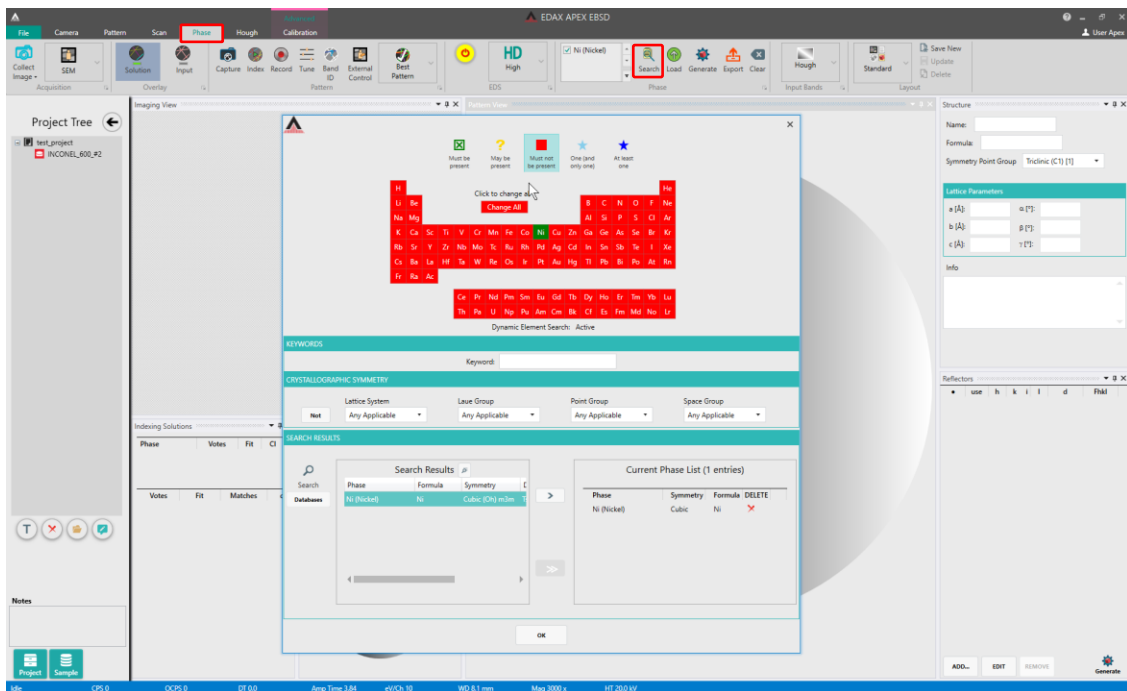 EDAX APEX EBSD
Advanced
File Camera Pattern Scan Phase Hough Calibration
User Apex
Collect Image
SEM
Solution
Input
Capture
Index
Record
Tune
Band ID
External Control
Best Pattern
HD
High
Ni (Nickel)
Search
Load
Generate
Export
Clear
Hough
Standard
Save New
Update
Delete
Acquisition
Overlay
Pattern
EDS
Phase
Input Bands
Layout
Project Tree
test_project
INCONEL_600_#2
Notes
Project
Sample
Imaging View
Pattern View
Indexing Solutions
Phase Votes Fit CI
Votes Fit Matches
Must be present
May be present
Must not be present
One (and only one)
At least one
Click to change all
Change All
H He
Li Be B C N O F Ne
Na Mg Al Si P S Cl Ar
K Ca Sc Ti V Cr Mn Fe Co Ni Cu Zn Ga Ge As Se Br Kr
Rb Sr Y Zr Nb Mo Tc Ru Rh Pd Ag Cd In Sn Sb Te I Xe
Cs Ba La Hf Ta W Re Os Ir Pt Au Hg Tl Pb Bi Po At Rn
Fr Ra Ac
Ce Pr Nd Pm Sm Eu Gd Tb Dy Ho Er Tm Yb Lu
Th Pa U Np Pu Am Cm Bk Cf Es Fm Md No Lr
Dynamic Element Search: Active
KEYWORDS
Keyword:
CRYSTALLOGRAPHIC SYMMETRY
Lattice System Laue Group Point Group Space Group
Not Any Applicable Any Applicable Any Applicable Any Applicable
SEARCH RESULTS
Search
Databases
Search Results
Phase Formula Symmetry
Ni (Nickel) Ni Cubic (Oh) m3m
>
>>
Current Phase List (1 entries)
Phase Symmetry Formula DELETE
Ni (Nickel) Cubic Ni
OK
Structure
Name:
Formula:
Symmetry Point Group Triclinic (C1) [1]
Lattice Parameters
a [Å]: α [°]:
b [Å]: β [°]:
c [Å]: γ [°]:
Info
Reflectors
use h k i l d Fhkl
ADD... EDIT REMOVE
Generate
Idle CPS 0 OCPS 0 DT 0.0 Amp Time 3.84 eV/Ch 10 WD 8.1 mm Mag 3000 x HT 20.0 kV